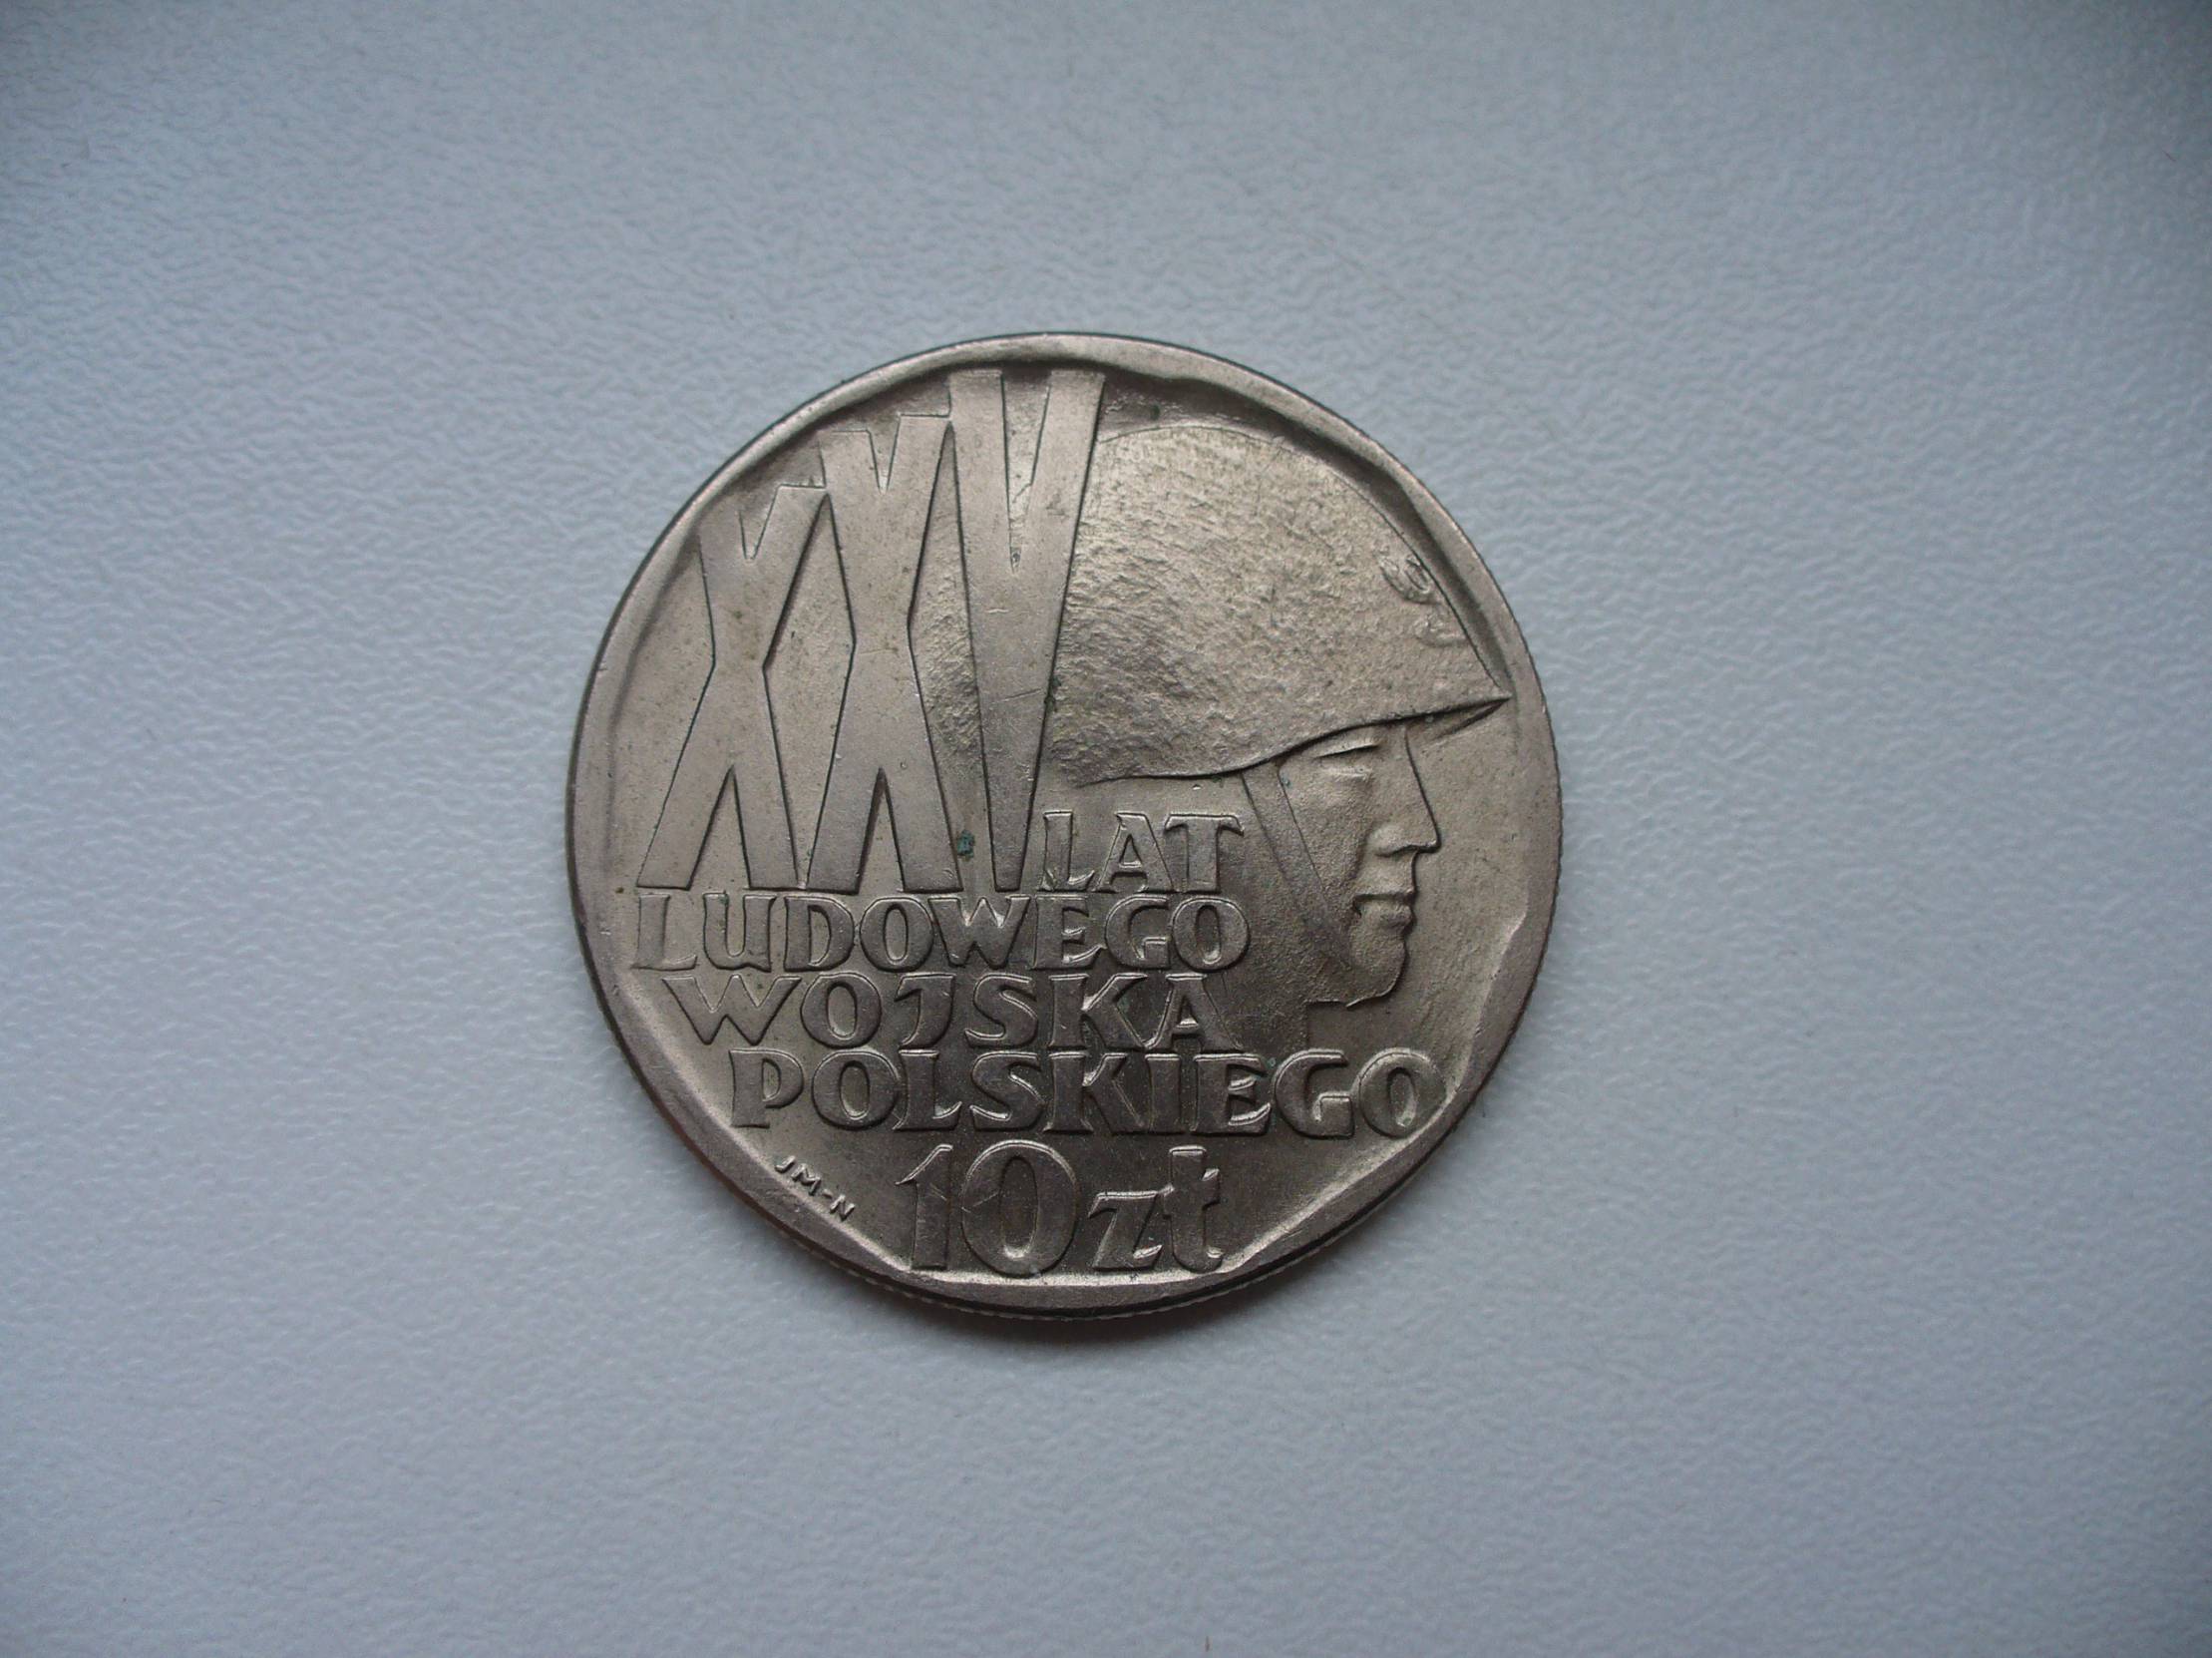 XXV LAT
LUDOWEGO
WOJSKA
POLSKIEGO
10 zł
JM-N